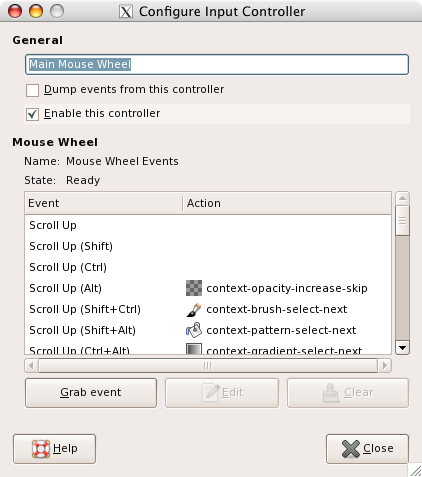 Configure Input Controller
General
Main Mouse Wheel
Dump events from this controller
Enable this controller
Mouse Wheel
Name: Mouse Wheel Events
State: Ready
Event Action
Scroll Up
Scroll Up (Shift)
Scroll Up (Ctrl)
Scroll Up (Alt) context-opacity-increase-skip
Scroll Up (Shift+Ctrl) context-brush-select-next
Scroll Up (Shift+Alt) context-pattern-select-next
Scroll Up (Ctrl+Alt) context-gradient-select-next
Grab event Edit Clear
Help Close